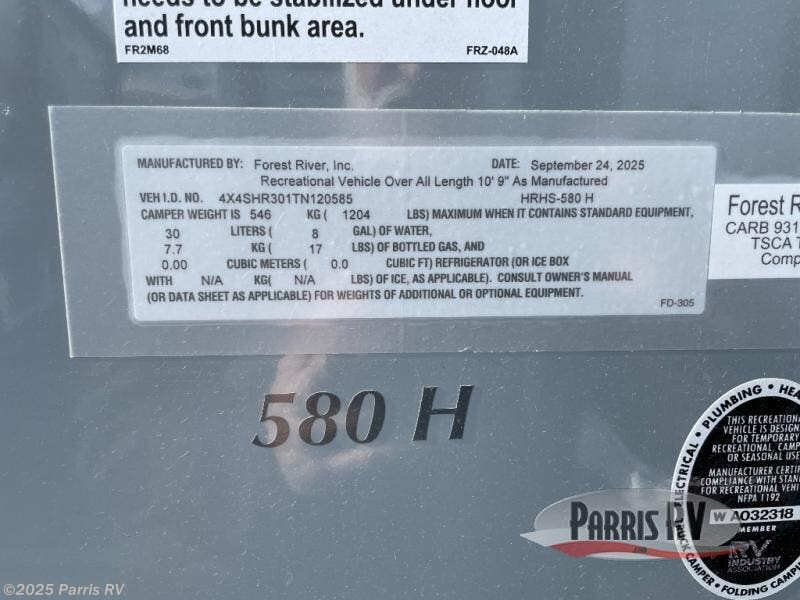 needs to be stabilized under floor
and front bunk area.
FR2M68 FRZ-048A
MANUFACTURED BY: Forest River, Inc. DATE: September 24, 2025
Recreational Vehicle Over All Length 10' 9" As Manufactured
VEH I.D. NO. 4X4SHR301TN120585 HRHS-580 H
CAMPER WEIGHT IS 546 KG ( 1204 LBS) MAXIMUM WHEN IT CONTAINS STANDARD EQUIPMENT,
30 LITERS ( 8 GAL) OF WATER,
7.7 KG ( 17 LBS) OF BOTTLED GAS, AND
0.00 CUBIC METERS ( 0.0 CUBIC FT) REFRIGERATOR (OR ICE BOX
WITH N/A KG( N/A LBS) OF ICE, AS APPLICABLE). CONSULT OWNER'S MANUAL
(OR DATA SHEET AS APPLICABLE) FOR WEIGHTS OF ADDITIONAL OR OPTIONAL EQUIPMENT.
FD-305
Forest R
CARB 931
TSCA T
Comp
580 H
ELECTRICAL • PLUMBING • HEA
THIS RECREATIONA
VEHICLE IS DESIGN
FOR TEMPORARY
RECREATIONAL, CAMP
OR SEASONAL USE
MANUFACTURER CERTIF
COMPLIANCE WITH STAN
FOR RECREATIONAL VEHI
NFPA 1192
W A032318
MEMBER
RV INDUSTRY
ASSOCIATION
TRUCK CAMPER • FOLDING CAMP
PARRIS RV
©2025 Parris RV